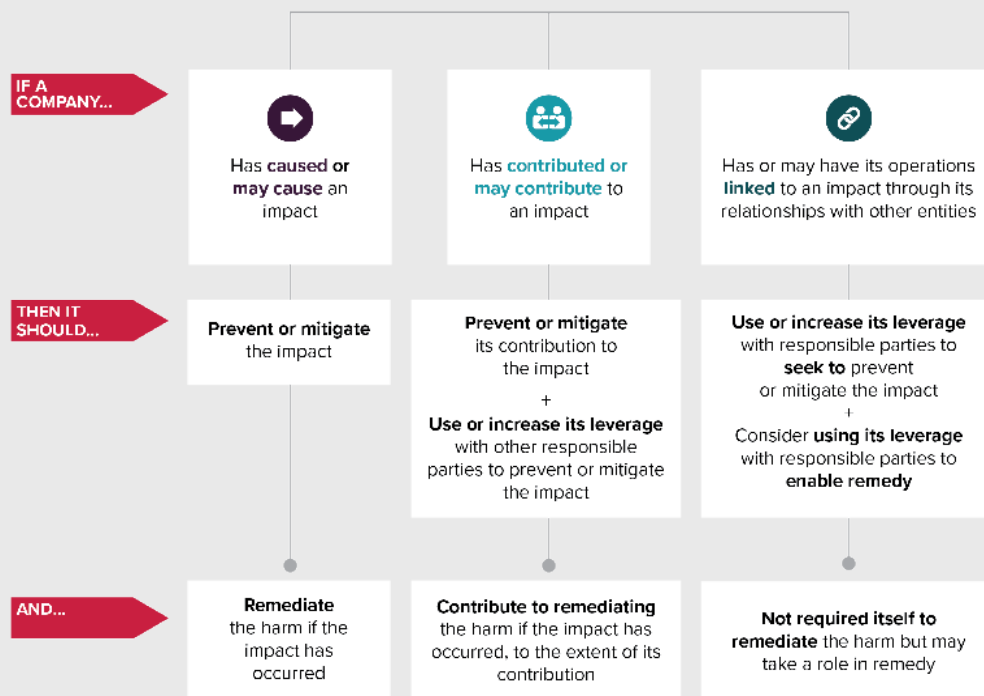 IF A
COMPANY...
Has caused or
may cause an
impact
Has contributed or
may contribute to
an impact
Has or may have its operations
linked to an impact through its
relationships with other entities
THEN IT
SHOULD...
Prevent or mitigate
the impact
Prevent or mitigate
its contribution to
the impact
+
Use or increase its leverage
with other responsible
parties to prevent or mitigate
the impact
Use or increase its leverage
with responsible parties to
seek to prevent
or mitigate the impact
+
Consider using its leverage
with responsible parties to
enable remedy
AND...
Remediate
the harm if the
impact has
occurred
Contribute to remediating
the harm if the impact has
occurred, to the extent of its
contribution
Not required itself to
remediate the harm but may
take a role in remedy